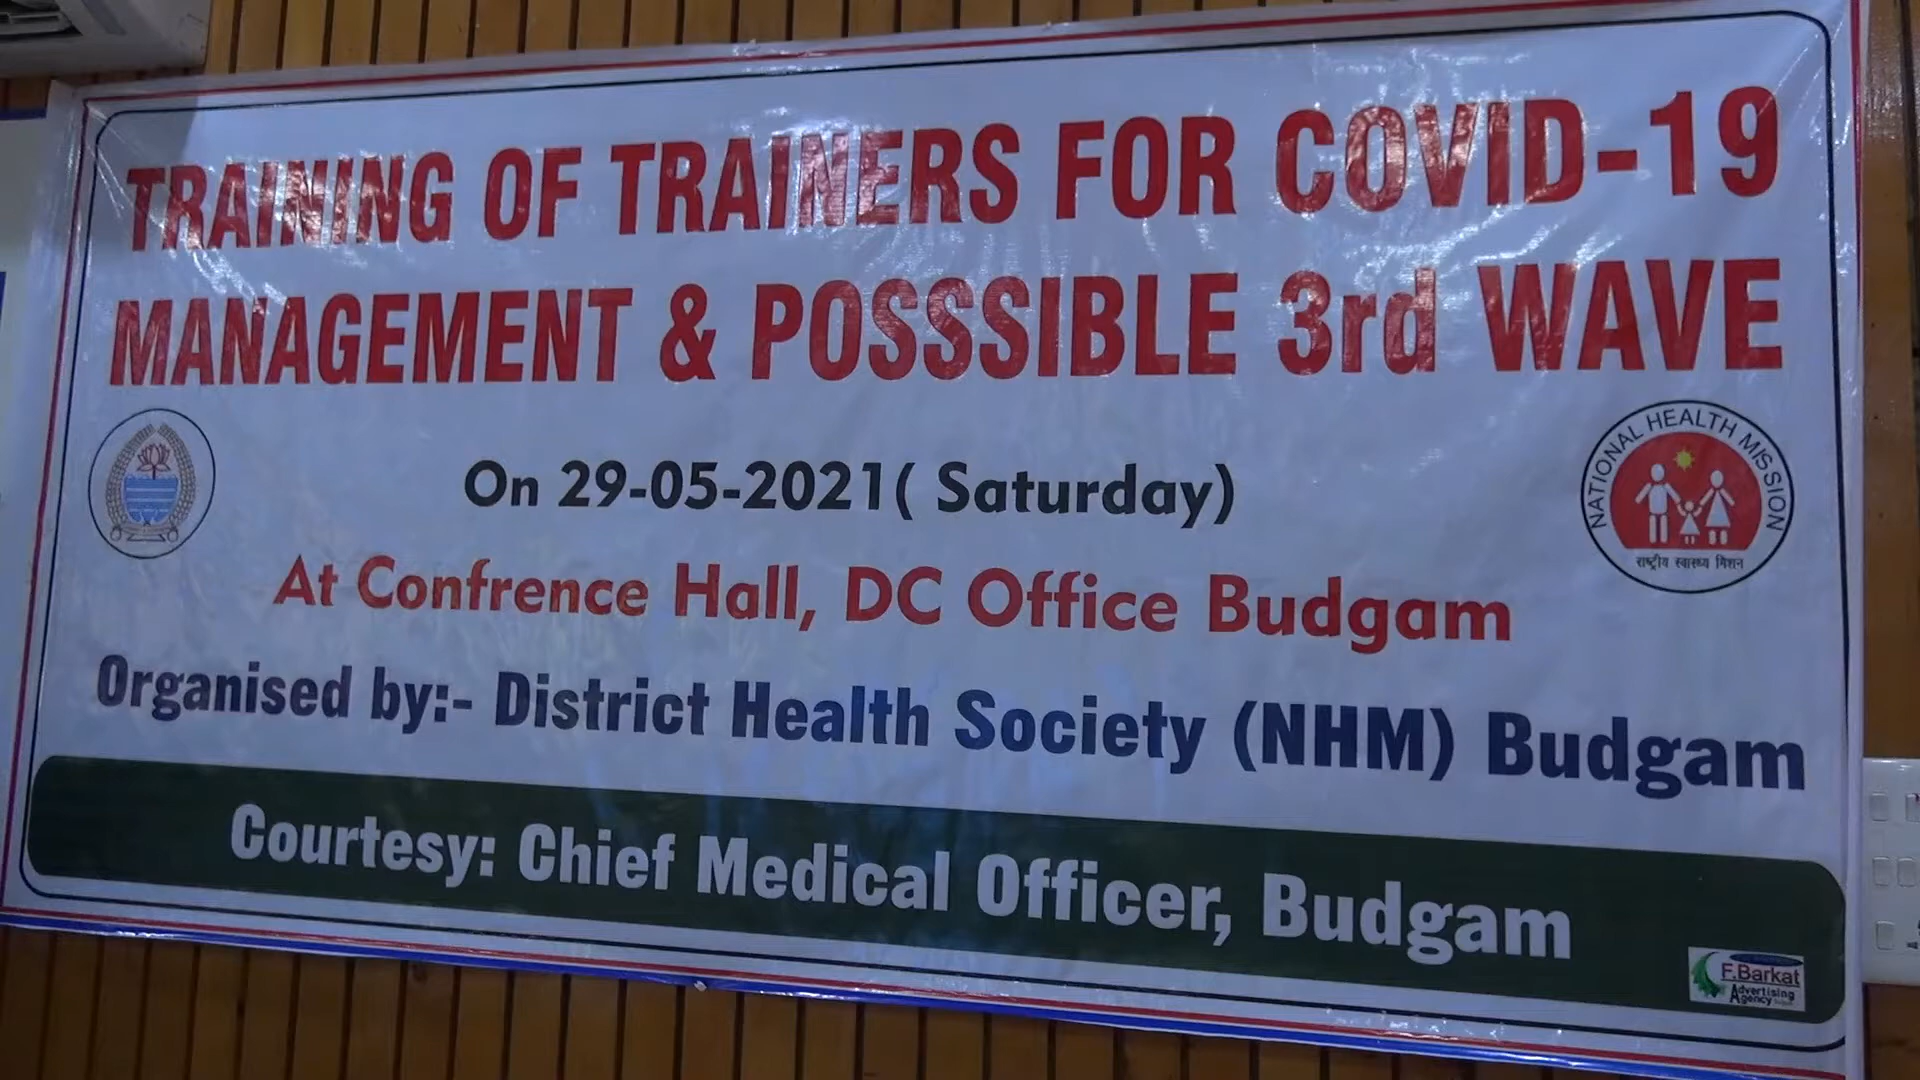 TRAINING OF TRAINERS FOR COVID-19
MANAGEMENT & POSSSIBLE 3rd WAVE
On 29-05-2021( Saturday)
NATIONAL HEALTH MISSION
राष्ट्रीय स्वास्थ्य मिशन
At Confrence Hall, DC Office Budgam
Organised by:- District Health Society (NHM) Budgam
Courtesy: Chief Medical Officer, Budgam
F.Barkat
Advertising
Agency